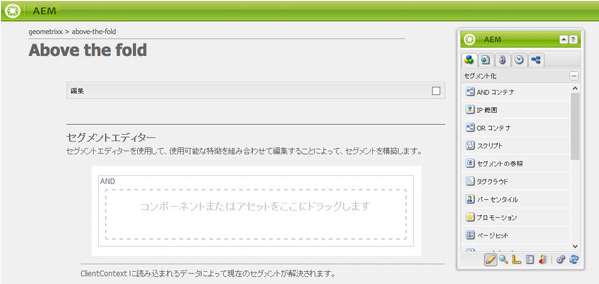 AEM
geometrixx > above-the-fold
Above the fold
編集
セグメントエディター
セグメントエディターを使用して、使用可能な特徴を組み合わせて編集することによって、セグメントを構築します。
AND
コンポーネントまたはアセットをここにドラッグします
ClientContext に読み込まれるデータによって現在のセグメントが解決されます。
AEM
セグメント化
AND コンテナ
IP 範囲
OR コンテナ
スクリプト
セグメントの参照
タグクラウド
パーセンタイル
プロモーション
ページヒット